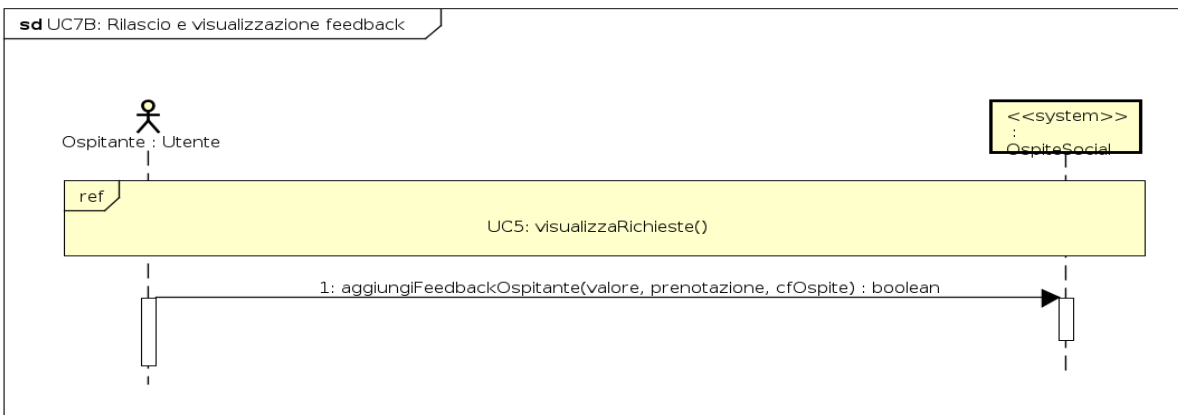 sd UC7B: Rilascio e visualizzazione feedback
Ospitante : Utente
<<system>>
:
OspiteSocial
ref
UC5: visualizzaRichieste()
1: aggiungiFeedbackOspitante(valore, prenotazione, cfOspite) : boolean